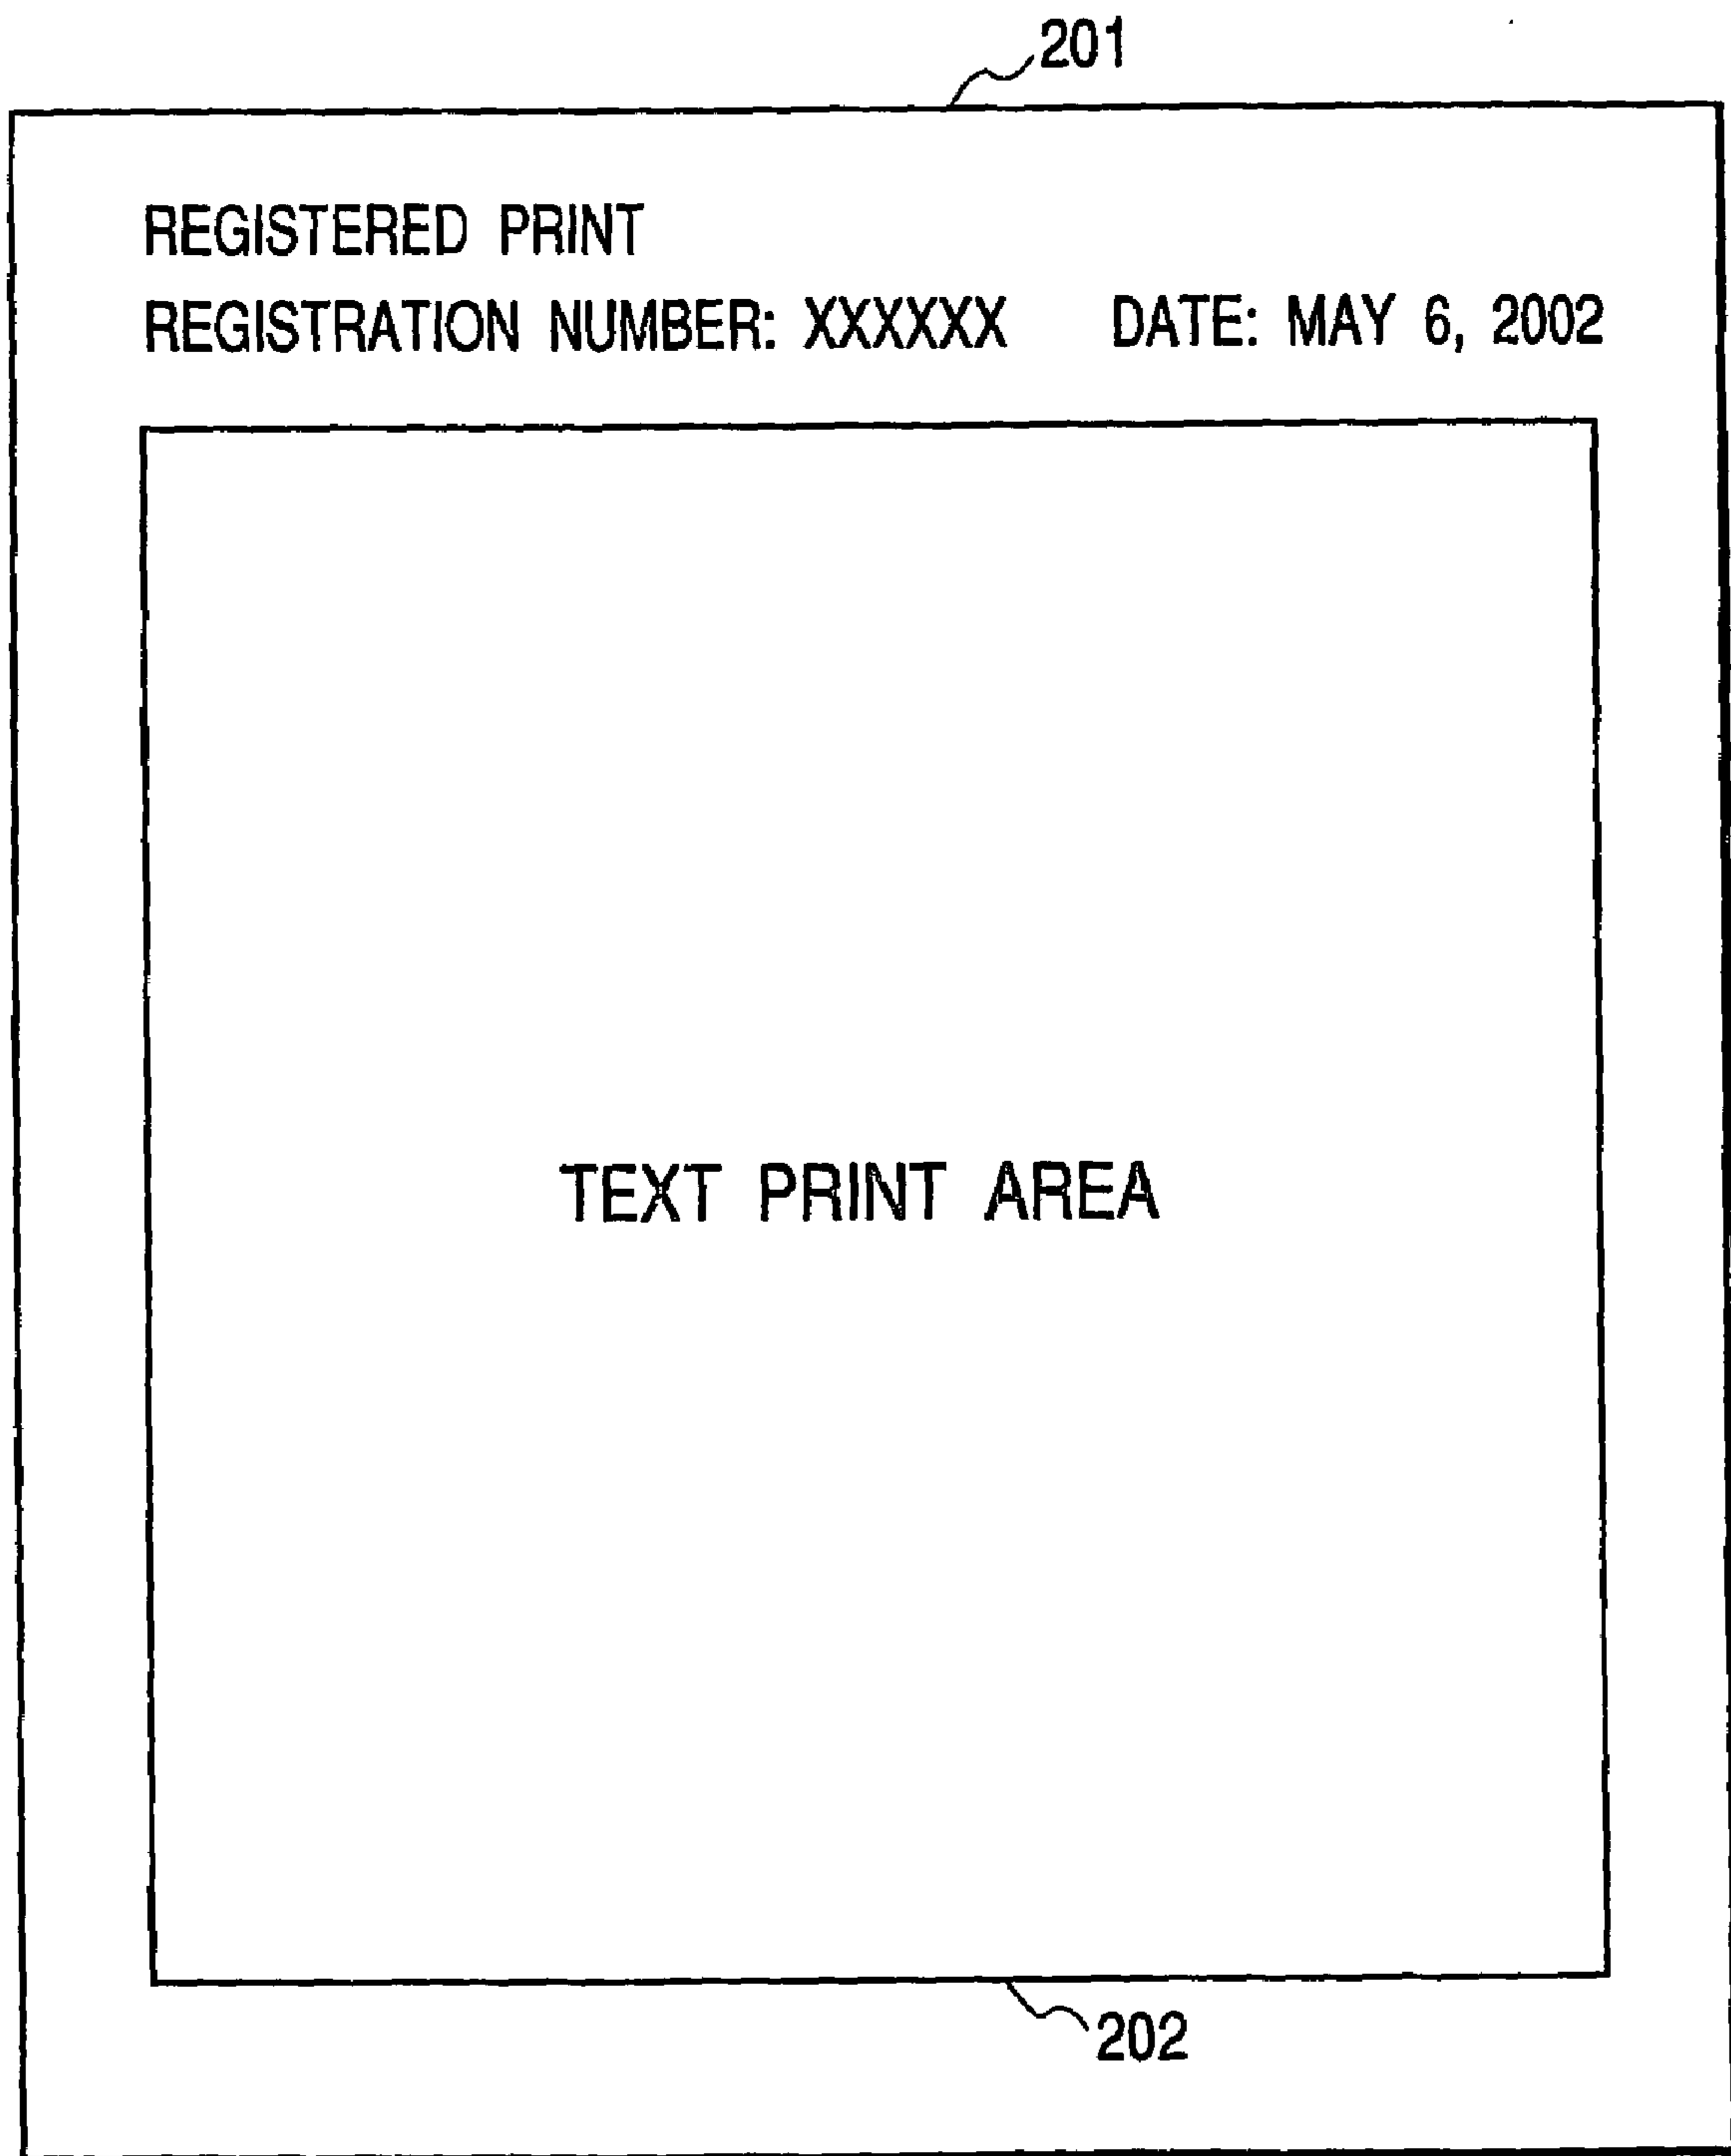 201
REGISTERED PRINT
REGISTRATION NUMBER: XXXXXX DATE: MAY 6, 2002
TEXT PRINT AREA
202